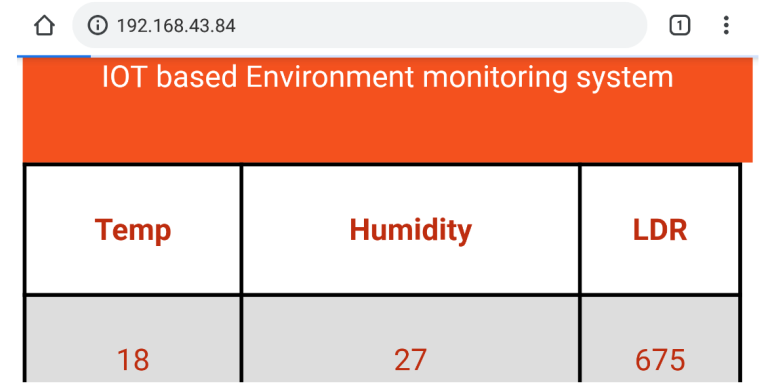 192.168.43.84
1
IOT based Environment monitoring system
Temp Humidity LDR
18 27 675